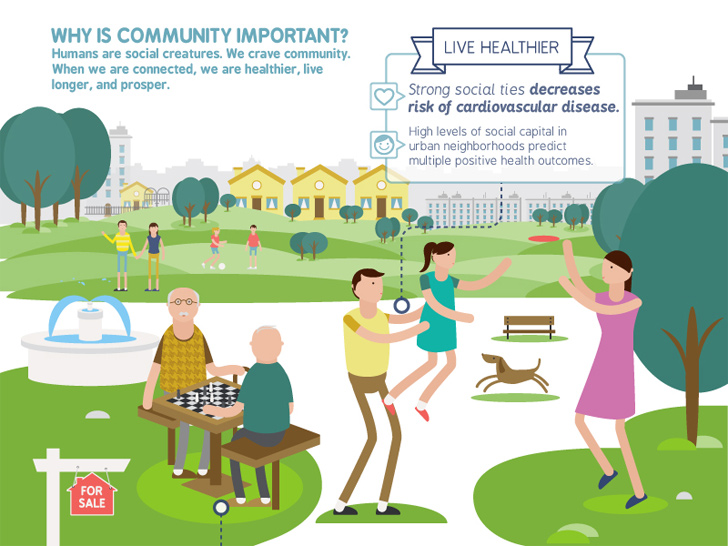 WHY IS COMMUNITY IMPORTANT?
Humans are social creatures. We crave community.
When we are connected, we are healthier, live
longer, and prosper.
LIVE HEALTHIER
Strong social ties decreases
risk of cardiovascular disease.
High levels of social capital in
urban neighborhoods predict
multiple positive health outcomes.
FOR
SALE